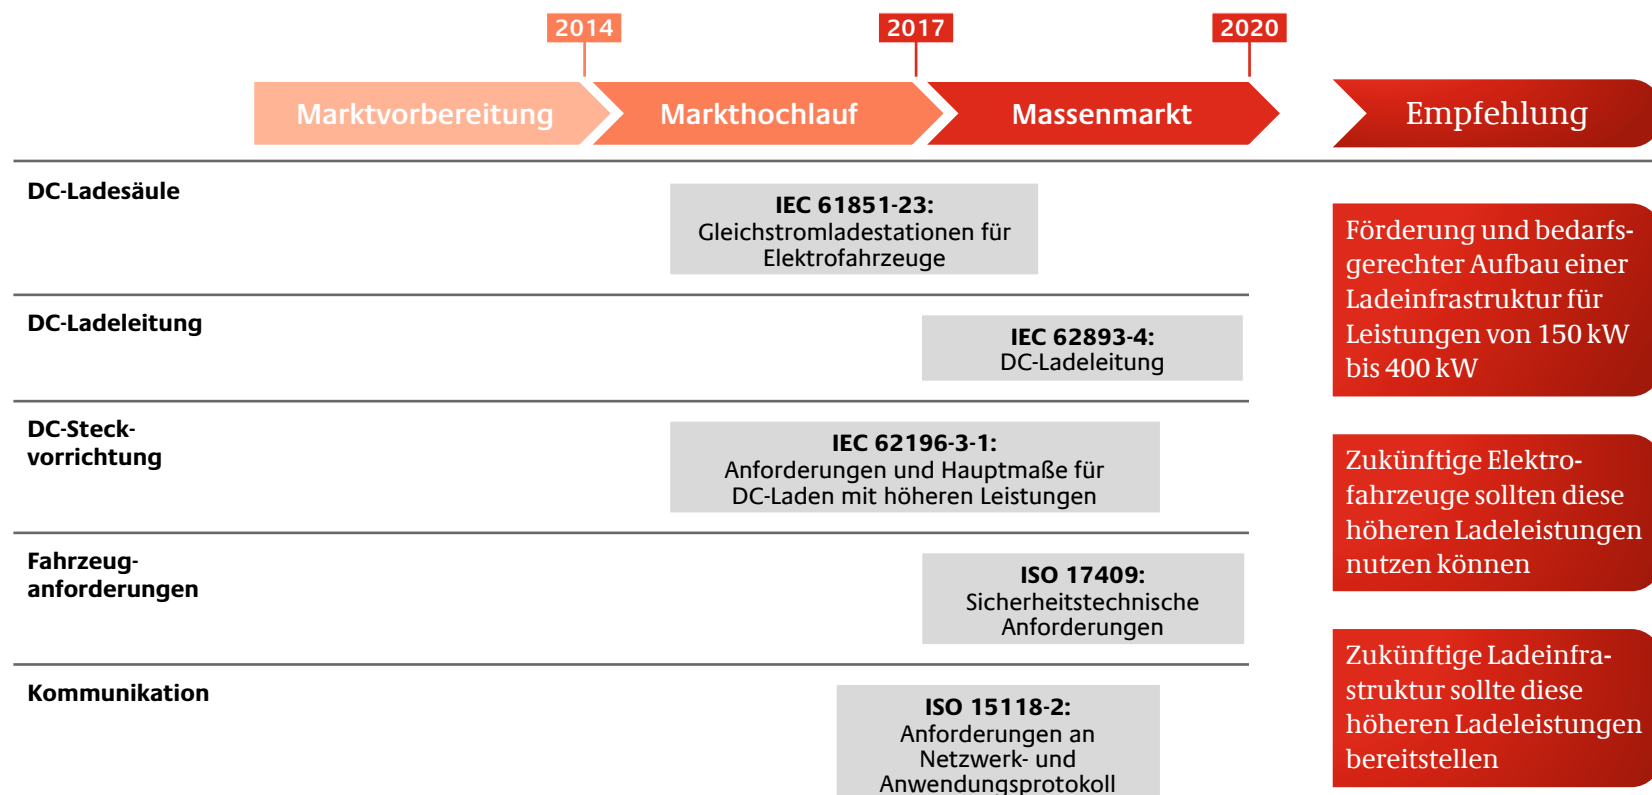 2014
2017
2020
Marktvorbereitung
Markthochlauf
Massenmarkt
Empfehlung
DC-Ladesäule
IEC 61851-23:
Gleichstromladestationen für
Elektrofahrzeuge
DC-Ladeleitung
IEC 62893-4:
DC-Ladeleitung
DC-Steck-
vorrichtung
IEC 62196-3-1:
Anforderungen und Hauptmaße für
DC-Laden mit höheren Leistungen
Fahrzeug-
anforderungen
ISO 17409:
Sicherheitstechnische
Anforderungen
Kommunikation
ISO 15118-2:
Anforderungen an
Netzwerk- und
Anwendungsprotokoll
Förderung und bedarfs-
gerechter Aufbau einer
Ladeinfrastruktur für
Leistungen von 150 kW
bis 400 kW
Zukünftige Elektro-
fahrzeuge sollten diese
höheren Ladeleistungen
nutzen können
Zukünftige Ladeinfra-
struktur sollte diese
höheren Ladeleistungen
bereitstellen